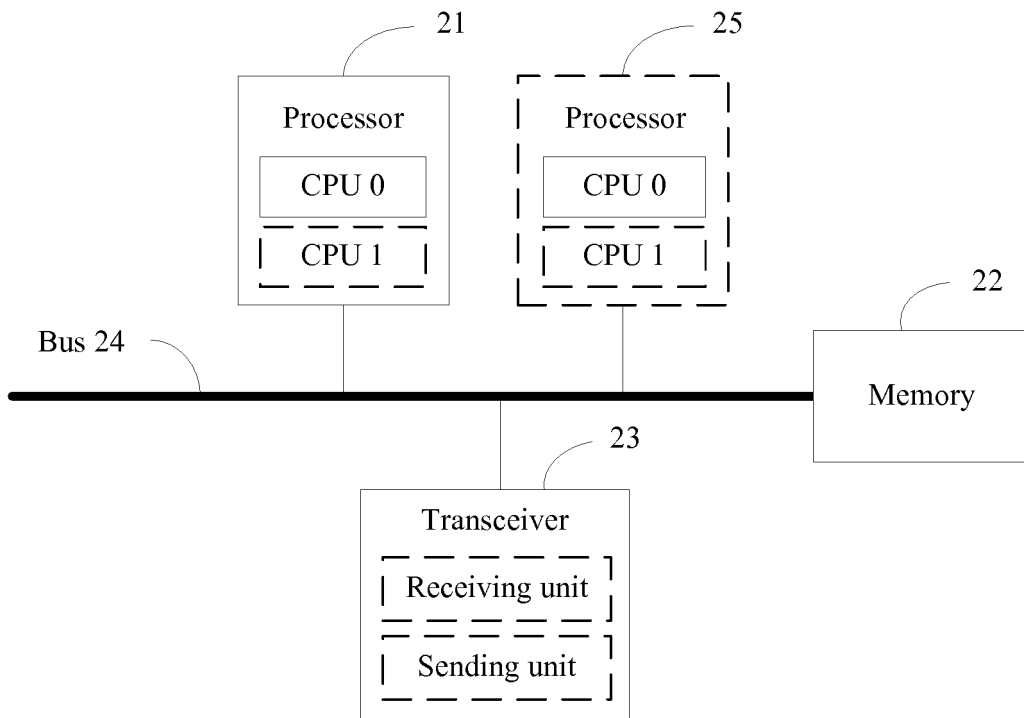 21
25
Processor
Processor
CPU 0
CPU 0
CPU 1
CPU 1
22
Bus 24
Memory
23
Transceiver
Receiving unit
Sending unit